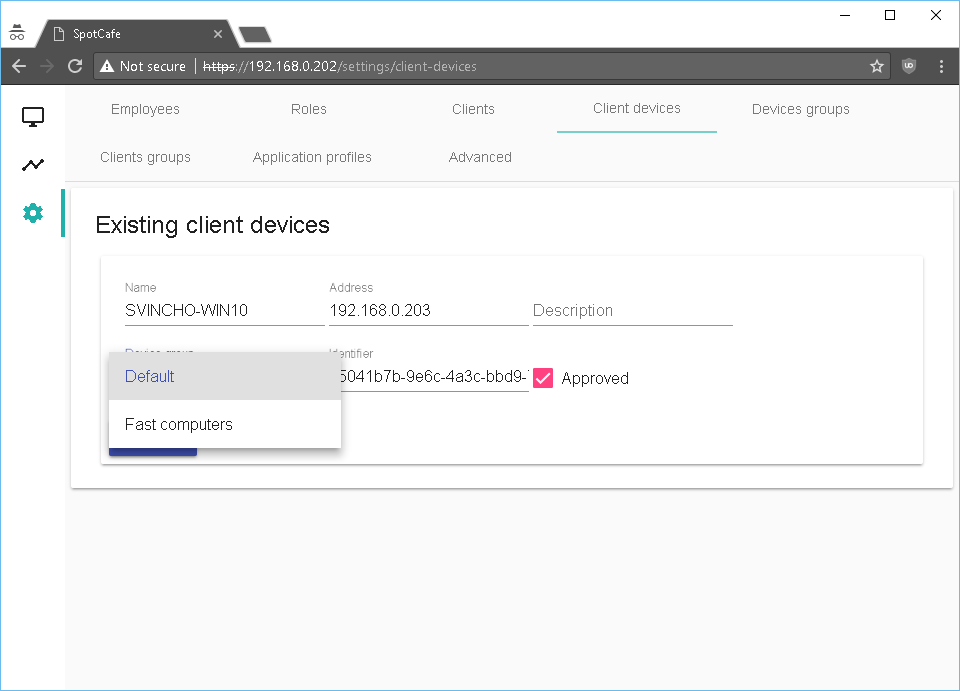 SpotCafe
Not secure | https://192.168.0.202/settings/client-devices
Employees Roles Clients Client devices Devices groups
Clients groups Application profiles Advanced
Existing client devices
Name Address
SVINCHO-WIN10 192.168.0.203 Description
Device group Identifier
Default 5041b7b-9e6c-4a3c-bbd9- Approved
Fast computers